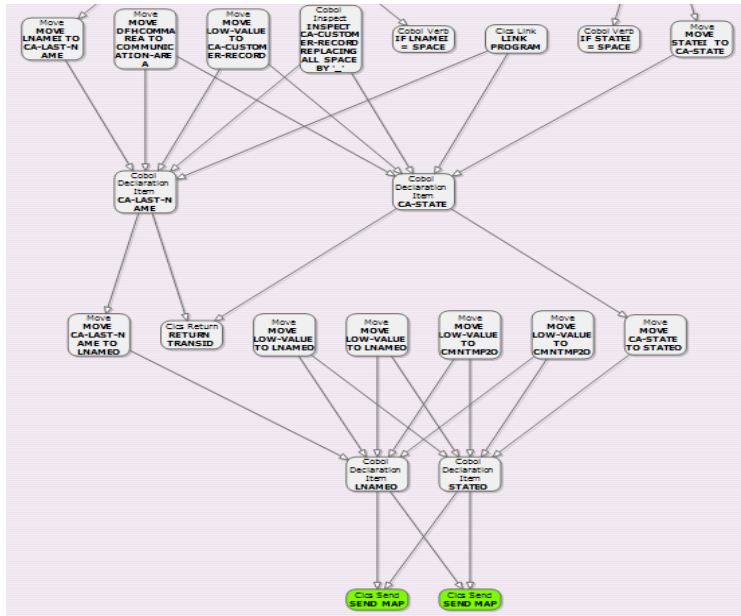 Move
MOVE
LNAMEI TO
CA-LAST-N
AME
Move
MOVE
DFHCOMMA
REA TO
COMMUNIC
ATION-ARE
A
Move
MOVE
LOW-VALUE
TO
CA-CUSTOM
ER-RECORD
Cobol
Inspect
INSPECT
CA-CUSTOM
ER-RECORD
REPLACING
ALL SPACE
BY '_'
Cobol Verb
IF LNAMEI
= SPACE
Cics Link
LINK
PROGRAM
Cobol Verb
IF STATEI =
SPACE
Move
MOVE
STATEI TO
CA-STATE
Cobol
Declaration
Item
CA-LAST-N
AME
Cobol
Declaration
Item
CA-STATE
Move
MOVE
CA-LAST-N
AME TO
LNAMEO
Cics Return
RETURN
TRANSID
Move
MOVE
LOW-VALUE
TO LNAMEO
Move
MOVE
LOW-VALUE
TO LNAMEO
Move
MOVE
LOW-VALUE
TO
CMNTMP2O
Move
MOVE
LOW-VALUE
TO
CMNTMP2O
Move
MOVE
CA-STATE
TO STATEO
Cobol
Declaration
Item
LNAMEO
Cobol
Declaration
Item
STATEO
Cics Send
SEND MAP
Cics Send
SEND MAP